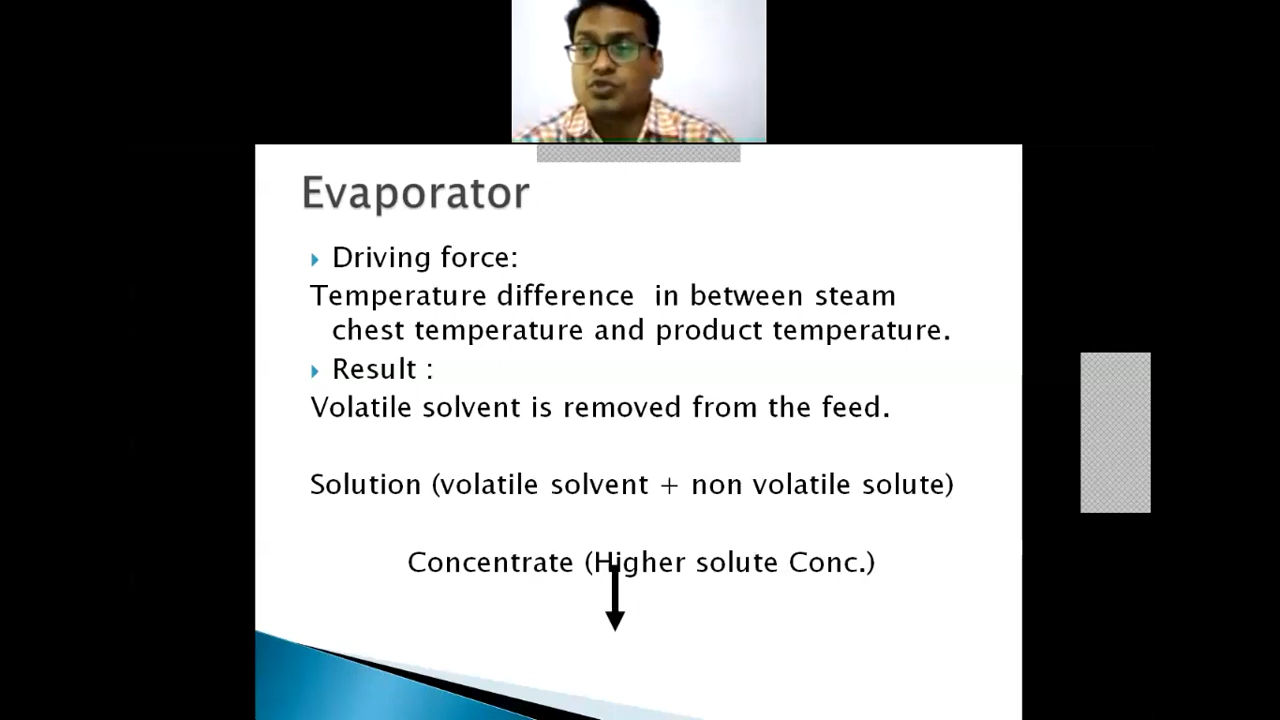 Evaporator
Driving force:
Temperature difference in between steam
chest temperature and product temperature.
Result :
Volatile solvent is removed from the feed.
Solution (volatile solvent + non volatile solute)
Concentrate (Higher solute Conc.)